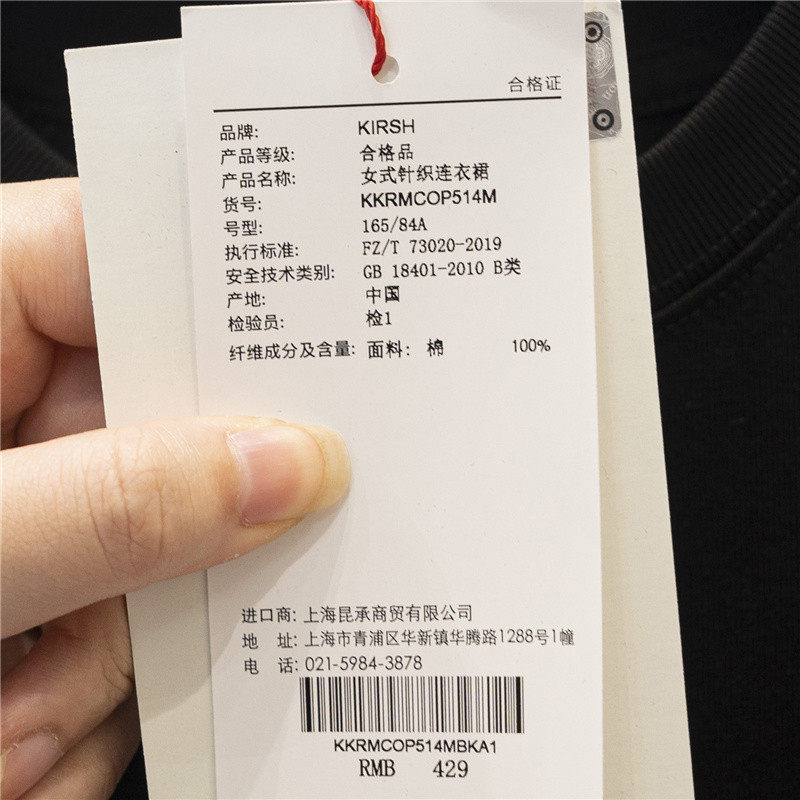 合格证
品牌: KIRSH
产品等级: 合格品
产品名称: 女式针织连衣裙
货号: KKRMCOP514M
号型: 165/84A
执行标准: FZ/T 73020-2019
安全技术类别: GB 18401-2010 B类
产地: 中国
检验员: 检1
纤维成分及含量: 面料: 棉 100%
进口商: 上海昆承商贸有限公司
地 址: 上海市青浦区华新镇华腾路1288号1幢
电 话: 021-5984-3878
KKRMCOP514MBKA1
RMB 429